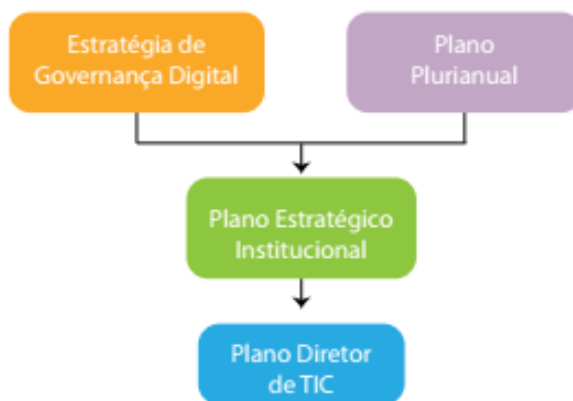 Estratégia de
Governança Digital
Plano
Plurianual
Plano Estratégico
Institucional
Plano Diretor
de TIC